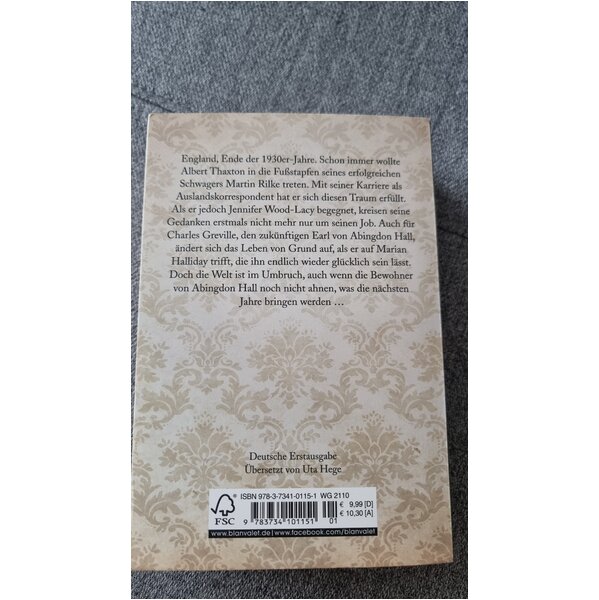 England, Ende der 1930er-Jahre. Schon immer wollte
Albert Thaxton in die Fußstapfen seines erfolgreichen
Schwagers Martin Rilke treten. Mit seiner Karriere als
Auslandskorrespondent hat er sich diesen Traum erfüllt.
Als er jedoch Jennifer Wood-Lacy begegnet, kreisen seine
Gedanken erstmals nicht mehr nur um seinen Job. Auch für
Charles Greville, den zukünftigen Earl von Abingdon Hall,
ändert sich das Leben von Grund auf, als er auf Marian
Halliday trifft, die ihn endlich wieder glücklich sein lässt.
Doch die Welt ist im Umbruch, auch wenn die Bewohner
von Abingdon Hall noch nicht ahnen, was die nächsten
Jahre bringen werden …
Deutsche Erstausgabe
Übersetzt von Uta Hege
ISBN 978-3-7341-0115-1 WG 2110
€ 9,99 [D]
€ 10,30 [A]
FSC
9 783734 101151 01
www.blanvalet.de | www.facebook.com/blanvalet